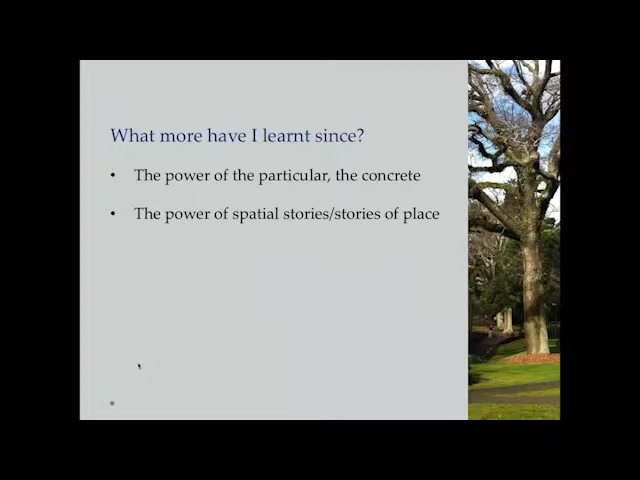 What more have I learnt since?
• The power of the particular, the concrete
• The power of spatial stories/stories of place